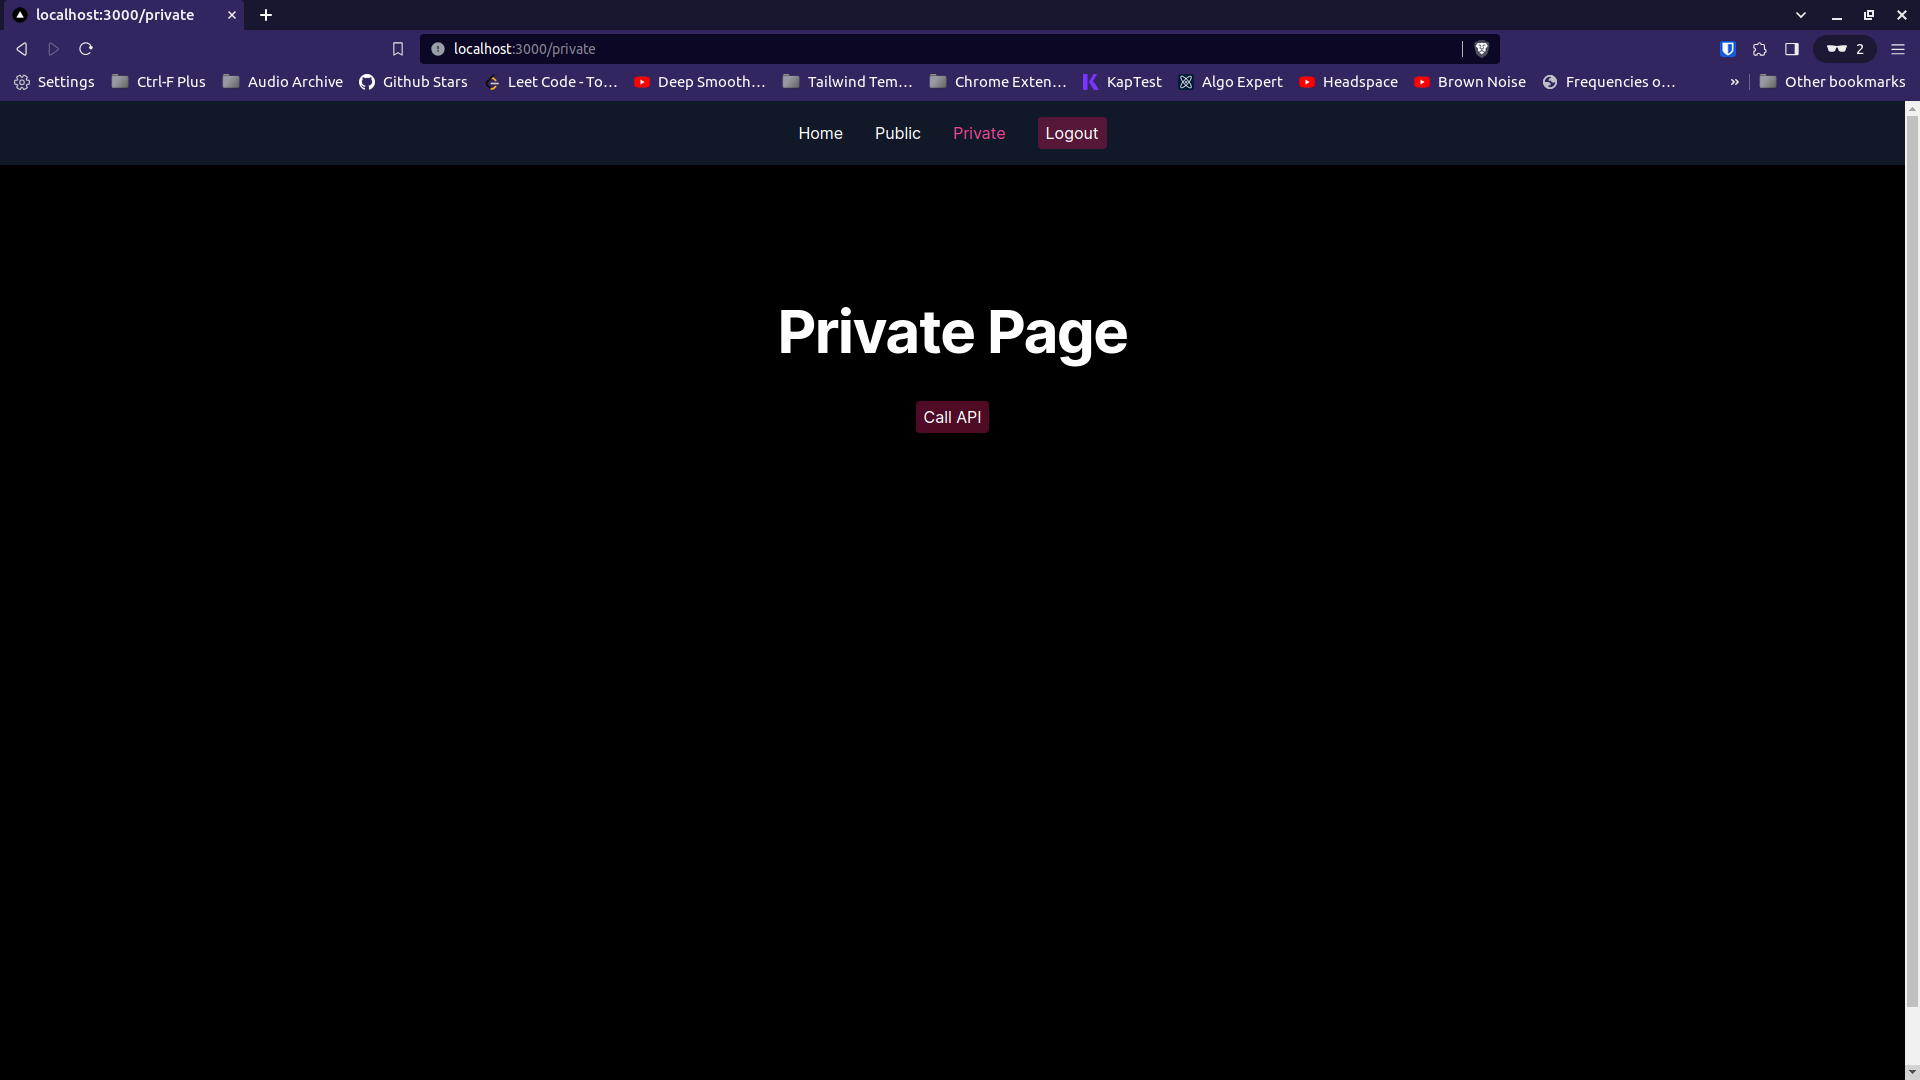 localhost:3000/private
localhost:3000/private
2
Settings Ctrl-F Plus Audio Archive Github Stars Leet Code - To... Deep Smooth... Tailwind Tem... Chrome Exten... KapTest Algo Expert Headspace Brown Noise Frequencies o... » Other bookmarks
Home Public Private Logout
Private Page
Call API